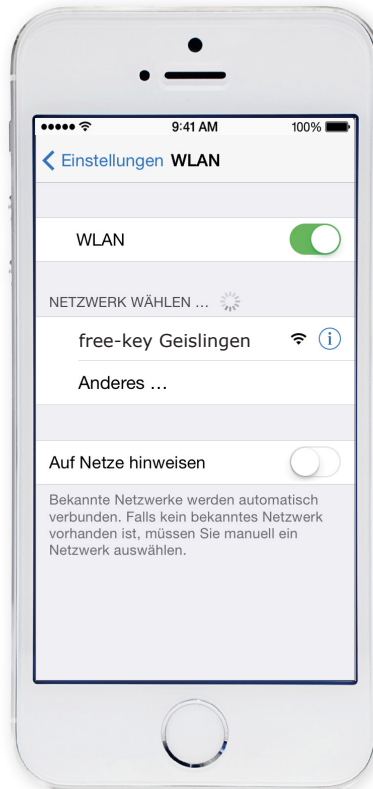 9:41 AM 100%
Einstellungen WLAN
WLAN
NETZWERK WÄHLEN ...
free-key Geislingen
Anderes ...
Auf Netze hinweisen
Bekannte Netzwerke werden automatisch
verbunden. Falls kein bekanntes Netzwerk
vorhanden ist, müssen Sie manuell ein
Netzwerk auswählen.